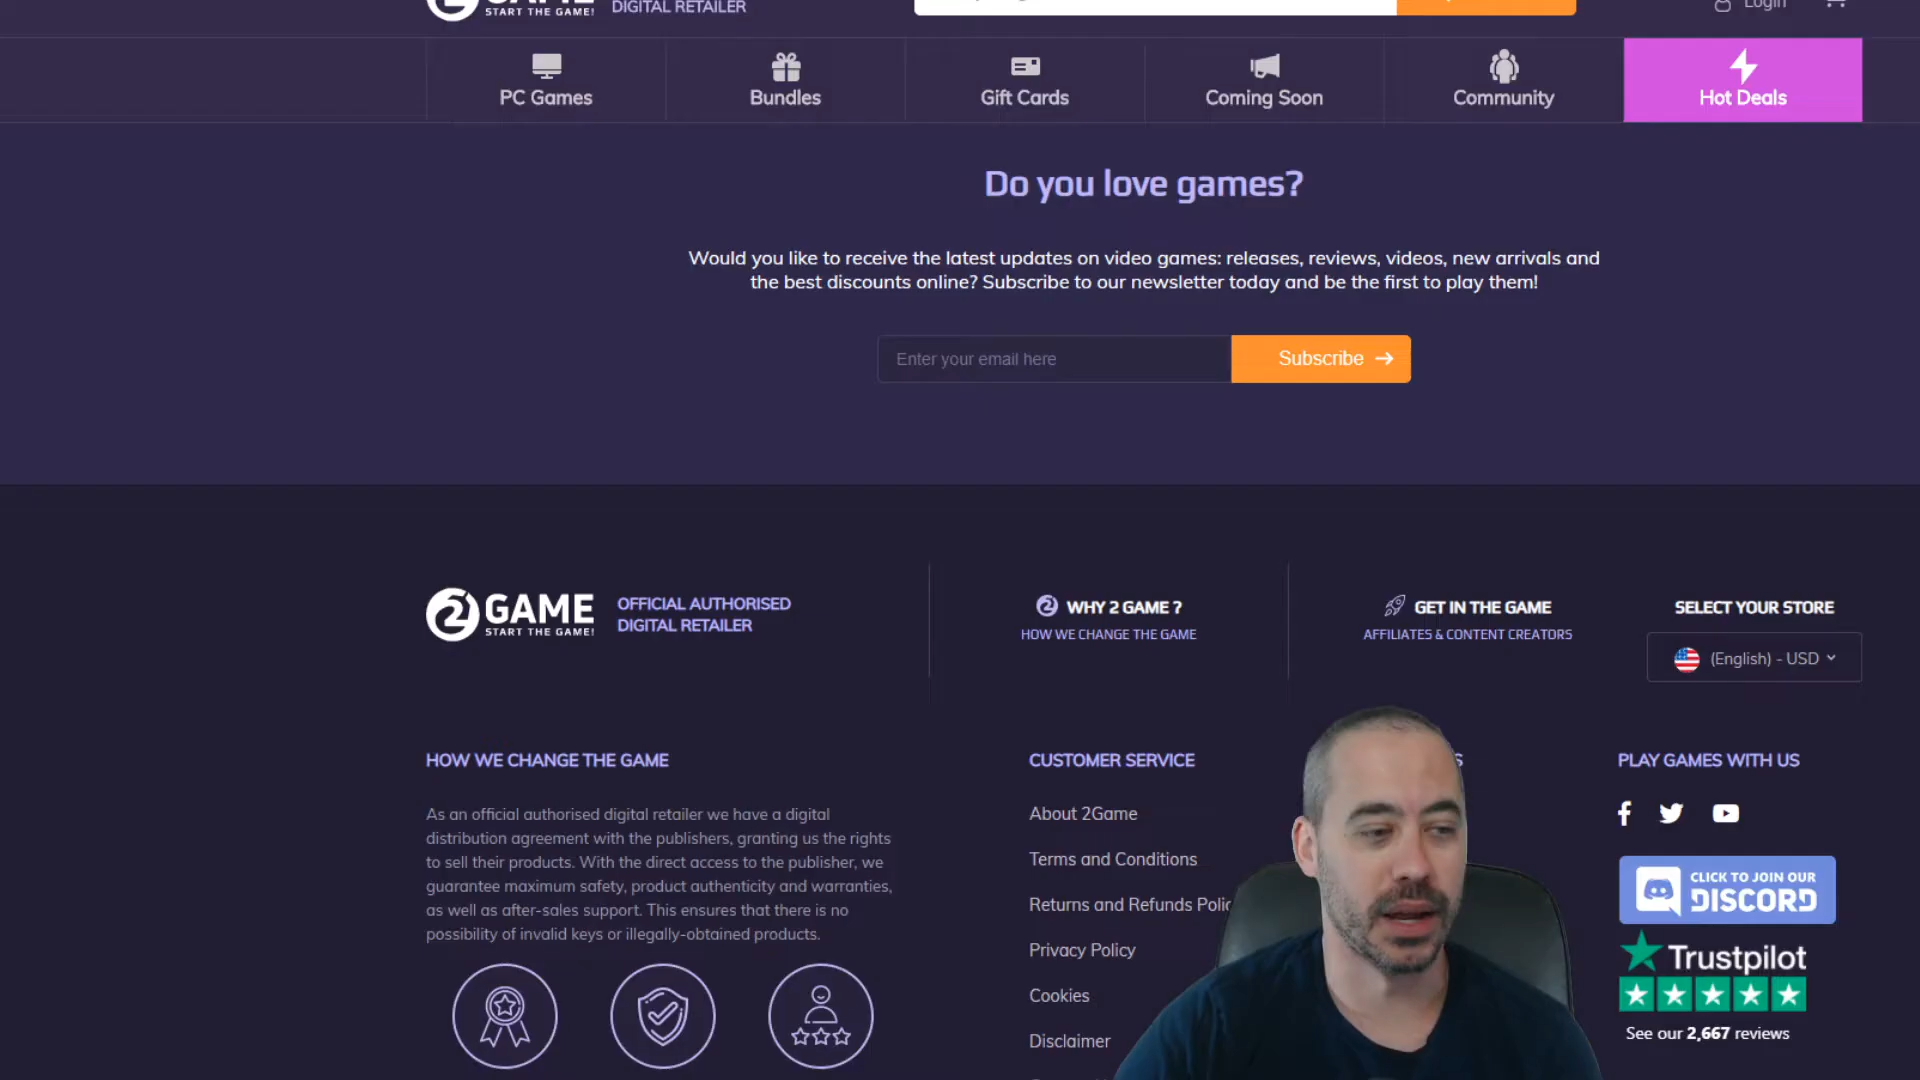 GAME
START THE GAME!
DIGITAL RETAILER
Login
PC Games
Bundles
Gift Cards
Coming Soon
Community
Hot Deals
Do you love games?
Would you like to receive the latest updates on video games: releases, reviews, videos, new arrivals and
the best discounts online? Subscribe to our newsletter today and be the first to play them!
Enter your email here
Subscribe
2 GAME
START THE GAME!
OFFICIAL AUTHORISED
DIGITAL RETAILER
WHY 2 GAME ?
HOW WE CHANGE THE GAME
GET IN THE GAME
AFFILIATES & CONTENT CREATORS
SELECT YOUR STORE
(English) - USD
HOW WE CHANGE THE GAME
As an official authorised digital retailer we have a digital
distribution agreement with the publishers, granting us the rights
to sell their products. With the direct access to the publisher, we
guarantee maximum safety, product authenticity and warranties,
as well as after-sales support. This ensures that there is no
possibility of invalid keys or illegally-obtained products.
CUSTOMER SERVICE
About 2Game
Terms and Conditions
Returns and Refunds
Privacy Policy
Cookies
Disclaimer
PLAY GAMES WITH US
CLICK TO JOIN OUR
DISCORD
Trustpilot
See our 2,667 reviews